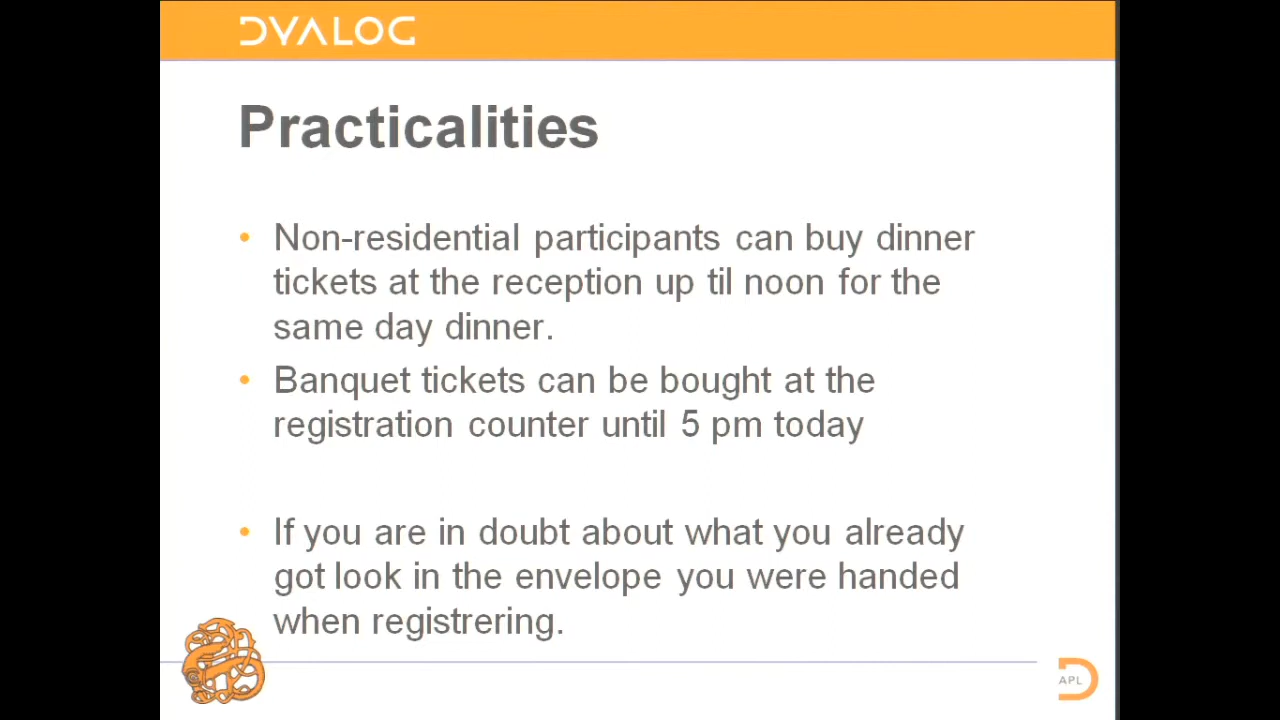 DYALOG
Practicalities
• Non-residential participants can buy dinner
tickets at the reception up til noon for the
same day dinner.
• Banquet tickets can be bought at the
registration counter until 5 pm today
• If you are in doubt about what you already
got look in the envelope you were handed
when registrering.
APL